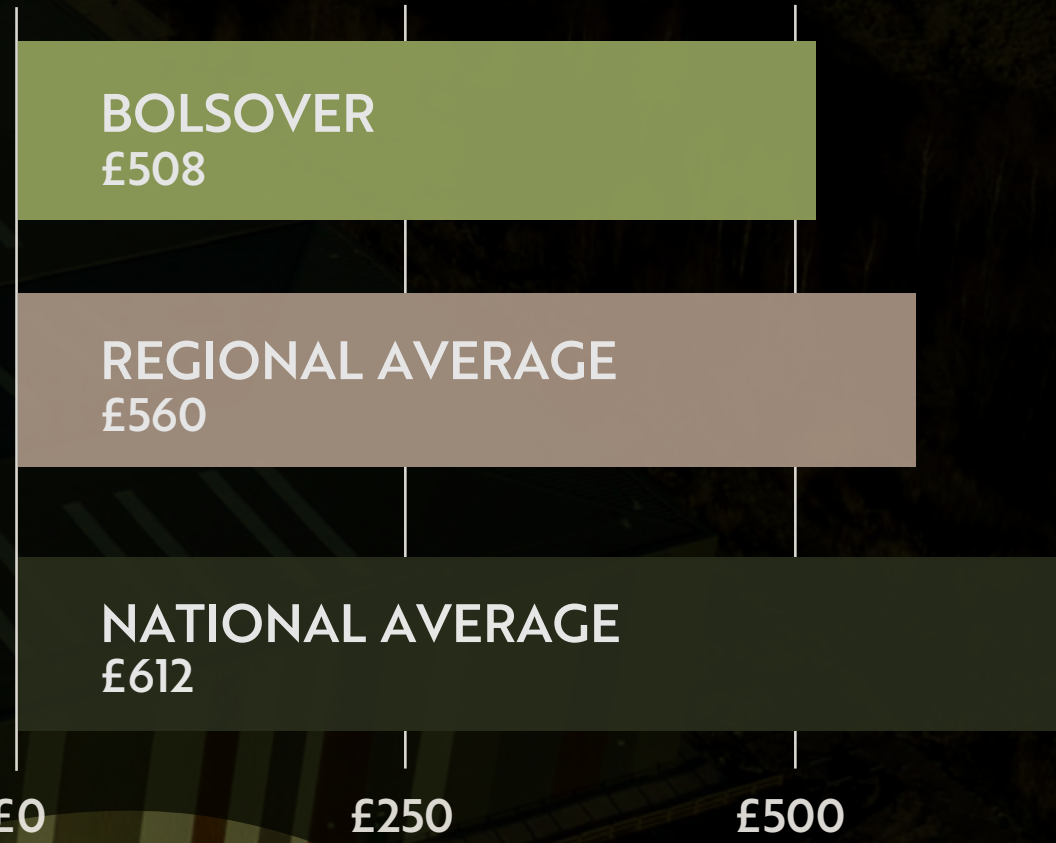 BOLSOVER
£508
REGIONAL AVERAGE
£560
NATIONAL AVERAGE
£612
£0 £250 £500